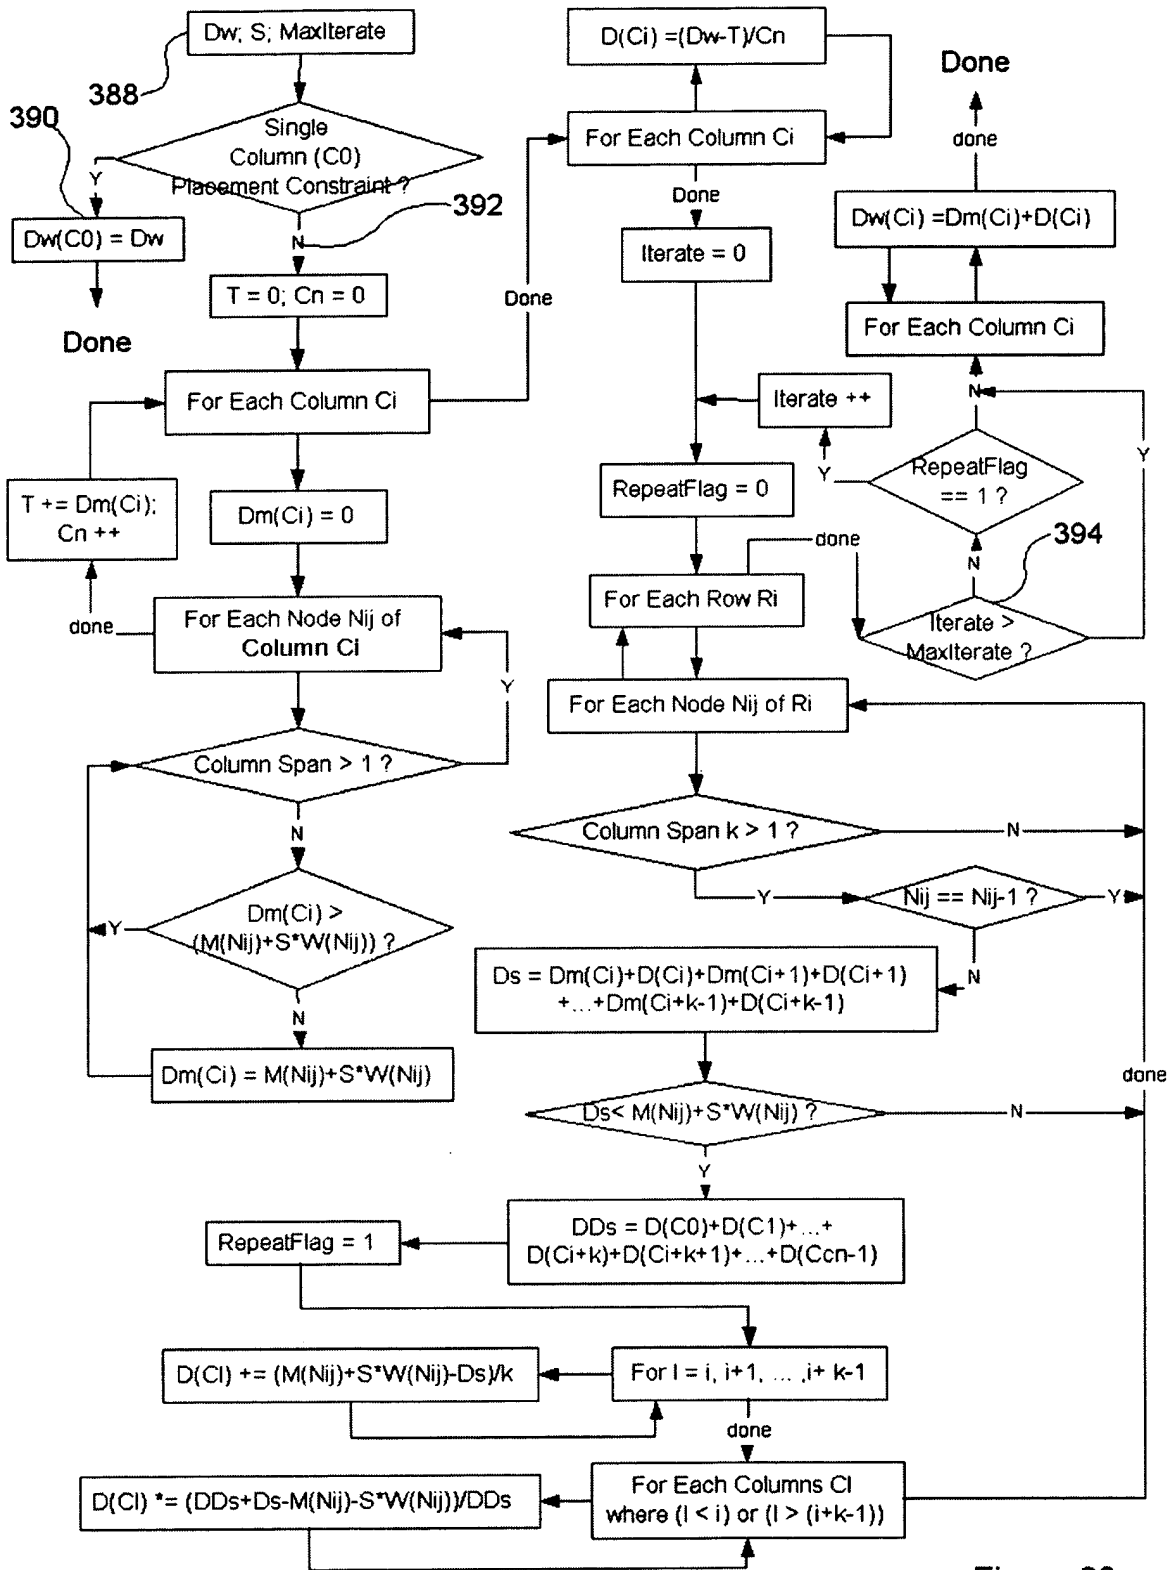 Dw; S; MaxIterate
388
390
Single
Column (C0)
Placement Constraint ?
Y
Dw(C0) = Dw
Done
N
392
T = 0; Cn = 0
For Each Column Ci
Done
T += Dm(Ci);
Cn ++
Dm(Ci) = 0
done
For Each Node Nij of
Column Ci
Y
Column Span > 1 ?
N
Dm(Ci) >
(M(Nij)+S*W(Nij)) ?
Y
N
Dm(Ci) = M(Nij)+S*W(Nij)
D(Ci) =(Dw-T)/Cn
For Each Column Ci
Done
Iterate = 0
Done
done
Dw(Ci) =Dm(Ci)+D(Ci)
For Each Column Ci
N
Iterate ++
Y
RepeatFlag
== 1 ?
Y
N
394
Iterate >
MaxIterate ?
RepeatFlag = 0
done
For Each Row Ri
For Each Node Nij of Ri
Column Span k > 1 ?
N
Y
Nij == Nij-1 ?
Y
N
Ds = Dm(Ci)+D(Ci)+Dm(Ci+1)+D(Ci+1)
+...+Dm(Ci+k-1)+D(Ci+k-1)
done
Ds< M(Nij)+S*W(Nij) ?
N
Y
DDs = D(C0)+D(C1)+...+
D(Ci+k)+D(Ci+k+1)+...+D(Ccn-1)
RepeatFlag = 1
D(Cl) += (M(Nij)+S*W(Nij)-Ds)/k
For l = i, i+1, ... ,i+ k-1
done
D(Cl) *= (DDs+Ds-M(Nij)-S*W(Nij))/DDs
For Each Columns Cl
where (l < i) or (l > (i+k-1))